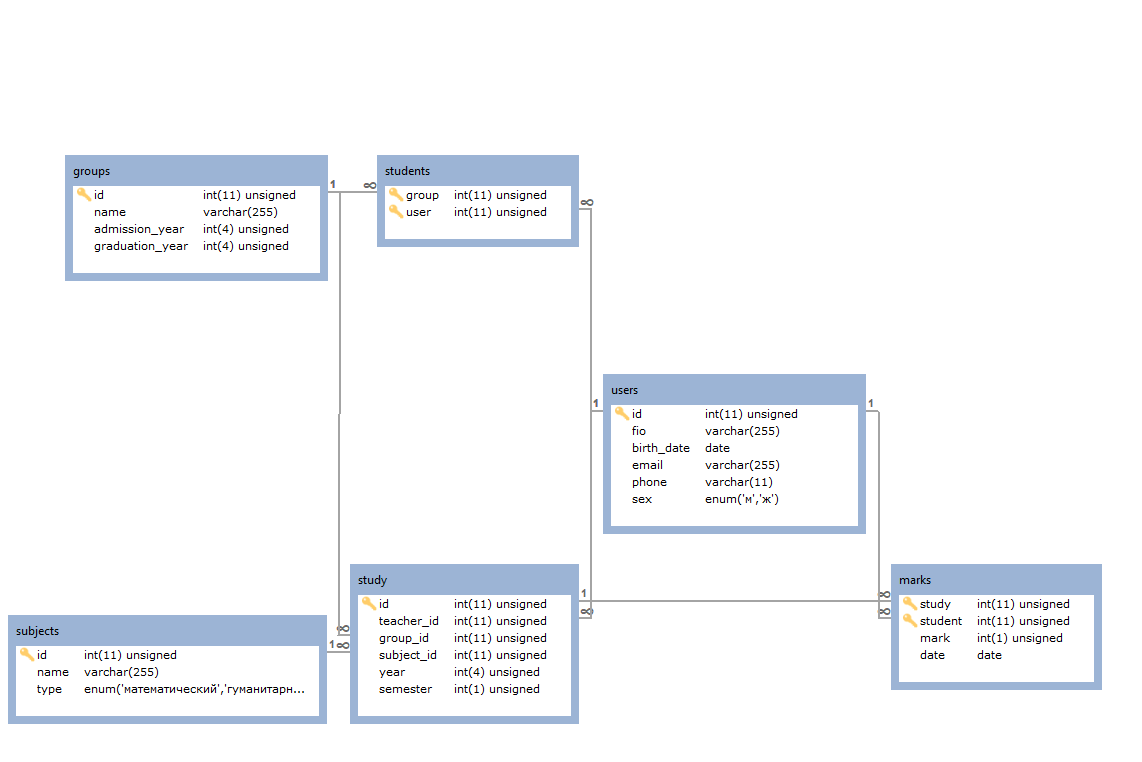 groups
id int(11) unsigned
name varchar(255)
admission_year int(4) unsigned
graduation_year int(4) unsigned
1 ∞
students
group int(11) unsigned
user int(11) unsigned
∞
users
1 1
id int(11) unsigned
fio varchar(255)
birth_date date
email varchar(255)
phone varchar(11)
sex enum('м','ж')
study
id int(11) unsigned
teacher_id int(11) unsigned
group_id int(11) unsigned
subject_id int(11) unsigned
year int(4) unsigned
semester int(1) unsigned
1 ∞
∞ ∞
marks
study int(11) unsigned
student int(11) unsigned
mark int(1) unsigned
date date
subjects
∞
1 ∞
id int(11) unsigned
name varchar(255)
type enum('математический','гуманитарн...